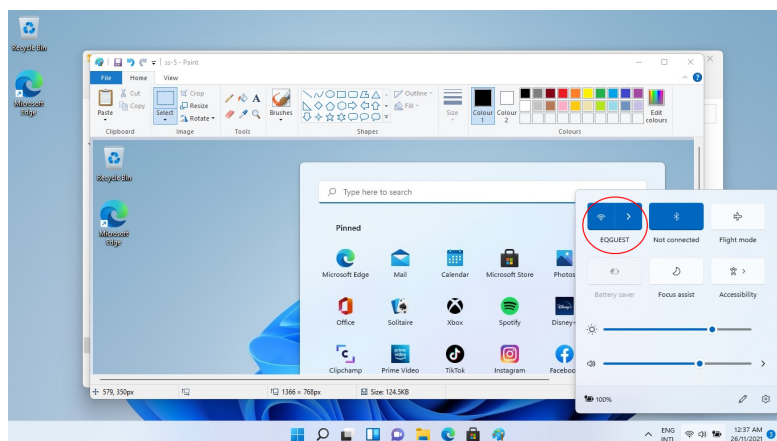 Recycle Bin
Microsoft
Edge
ss-5 - Paint
File Home View
Cut
Copy
Paste
Clipboard
Select
Crop
Resize
Rotate
Image
A
Tools
Brushes
Outline
Fill
Shapes
Size
Colour
1
Colour
2
Edit
colours
Colours
Recycle Bin
Microsoft
Edge
Type here to search
Pinned
Microsoft Edge Mail Calendar Microsoft Store Photos
Office Solitaire Xbox Spotify Disney+
Clipchamp Prime Video TikTok Instagram Faceboo
EQGUEST Not connected Flight mode
Battery saver Focus assist Accessibility
100%
579, 350px 1366 × 768px Size: 124.5KB
ENG
INTL
12:37 AM
26/11/2021
3